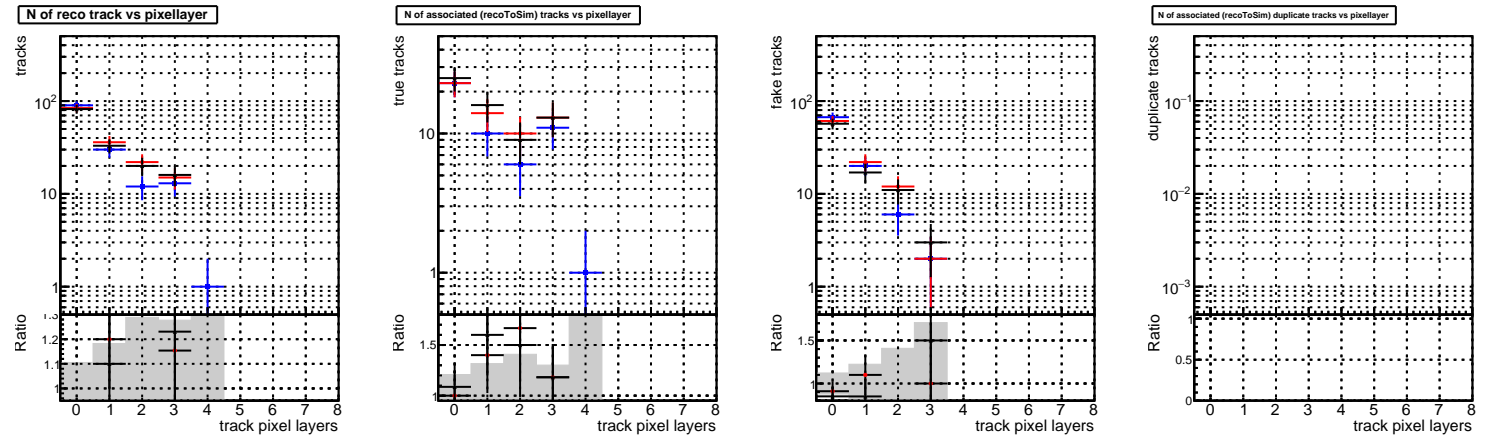 N of reco track vs pixellayer
tracks
10²
10
1
Ratio
1.3
1.2
1.1
1
0 1 2 3 4 5 6 7 8
track pixel layers
N of associated (recoToSim) tracks vs pixellayer
true tracks
10
1
Ratio
1.5
1
0 1 2 3 4 5 6 7 8
track pixel layers
fake tracks
10²
10
1
Ratio
1.5
1
0 1 2 3 4 5 6 7 8
track pixel layers
N of associated (recoToSim) duplicate tracks vs pixellayer
duplicate tracks
10⁻¹
10⁻²
10⁻³
Ratio
1
0.5
0
0 1 2 3 4 5 6 7 8
track pixel layers